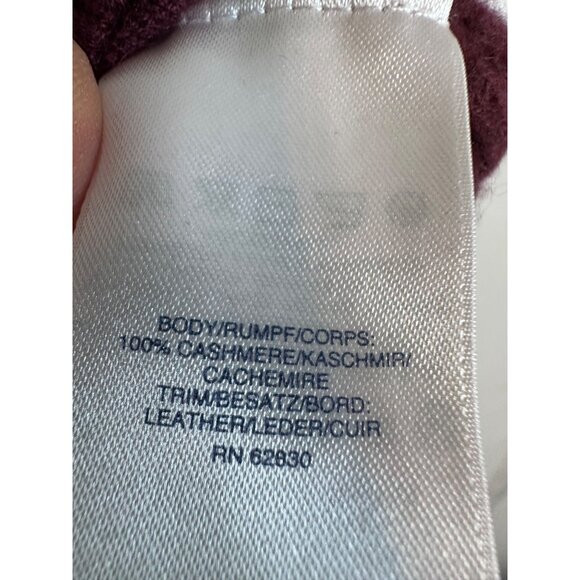 BODY/RUMPF/CORPS:
100% CASHMERE/KASCHMIR/
CACHEMIRE
TRIM/BESATZ/BORD:
LEATHER/LEDER/CUIR
RN 62830